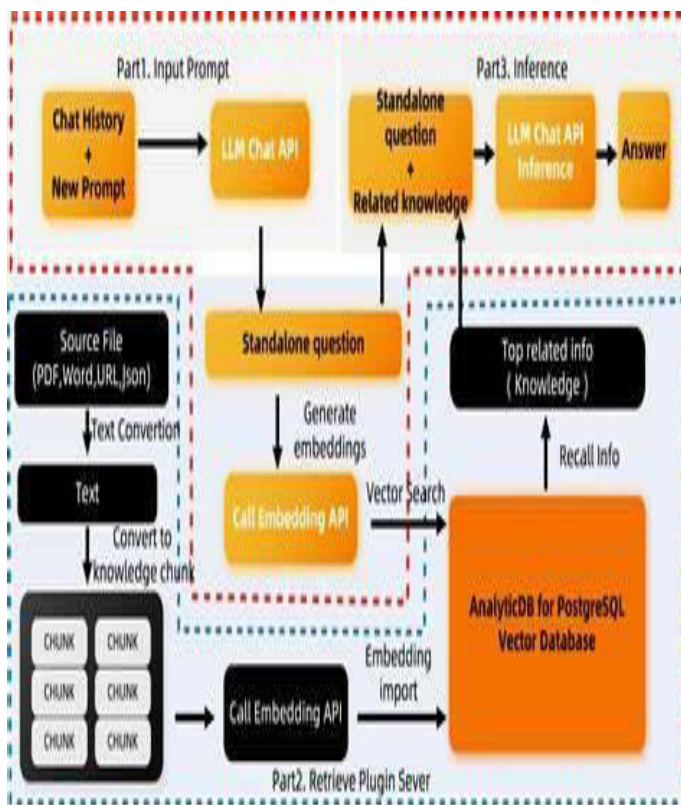 Part1. Input Prompt
Chat History
+
New Prompt
LLM Chat API
Part3. Inference
Standalone
question
+
Related knowledge
LLM Chat API
Inference
Answer
Standalone question
Generate
embeddings
Call Embedding API
Vector Search
Source File
(PDF,Word,URL,Json)
Text Convertion
Text
Convert to
knowledge chunk
CHUNK CHUNK
CHUNK CHUNK
CHUNK CHUNK
Call Embedding API
Embedding
import
Top related info
( Knowledge )
Recall Info
AnalyticDB for PostgreSQL
Vector Database
Part2. Retrieve Plugin Sever